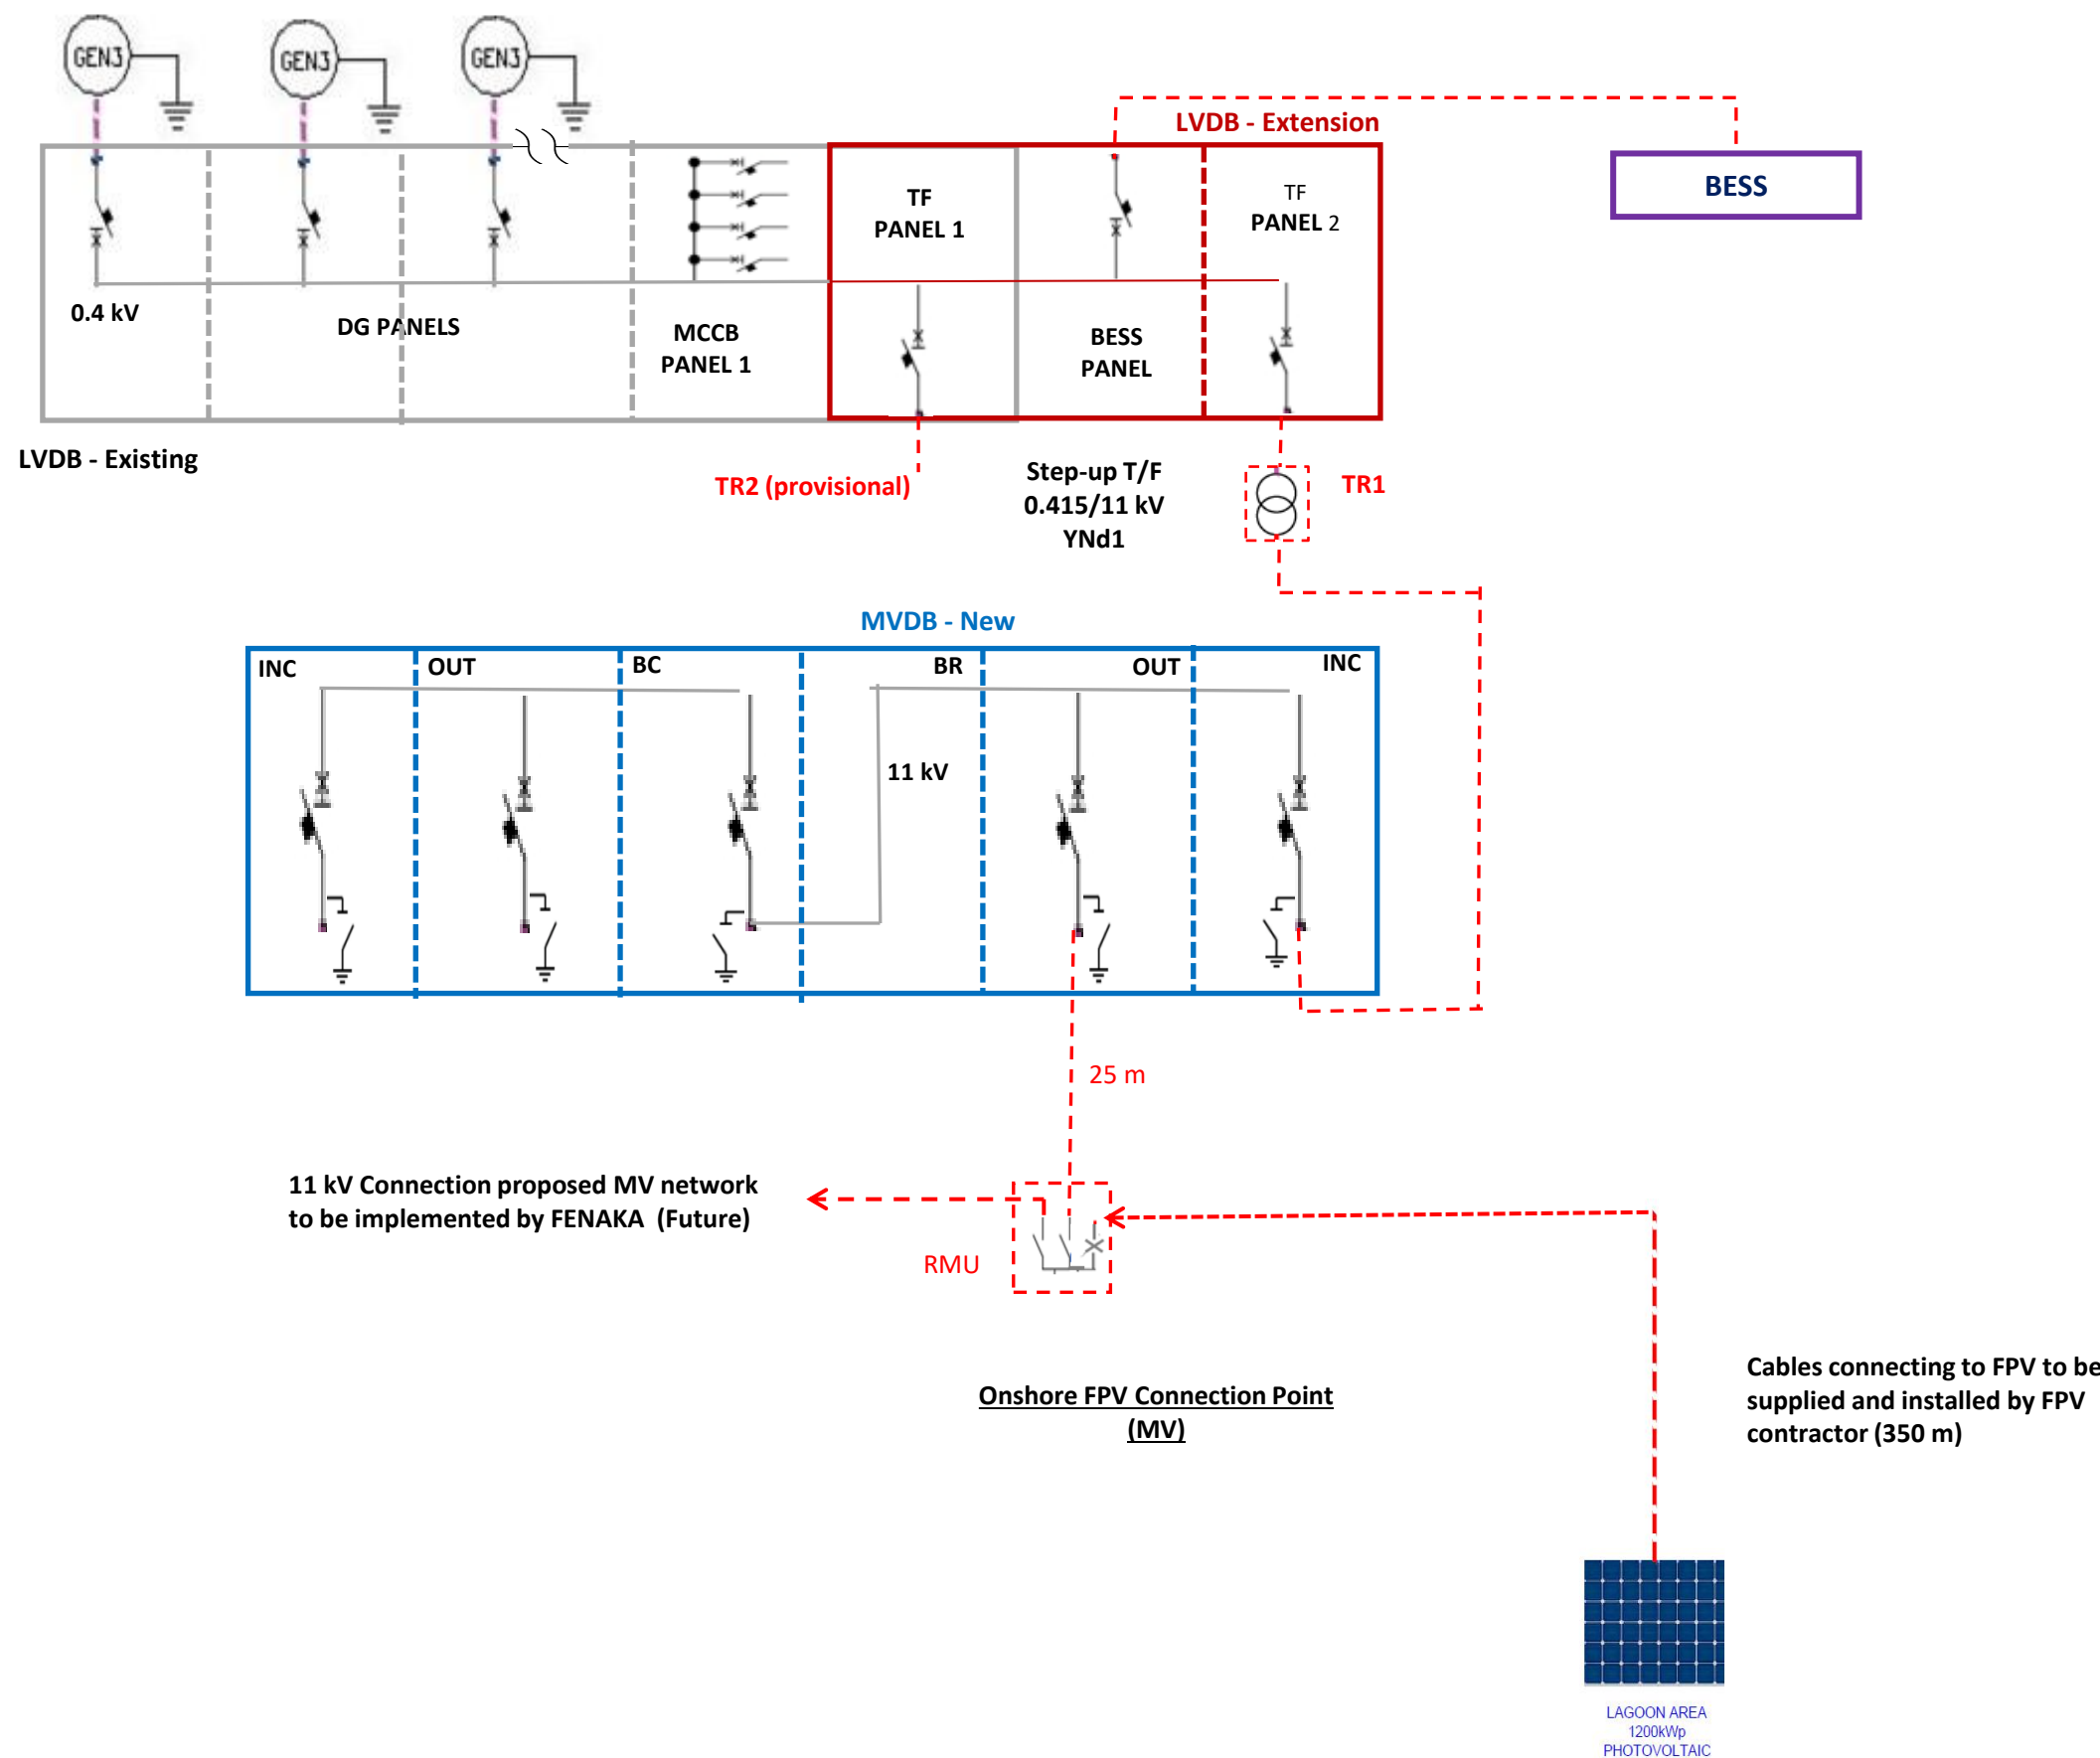 GEN3
GEN3
GEN3
LVDB - Extension
BESS
TF
PANEL 1
TF
PANEL 2
0.4 kV
DG PANELS
MCCB
PANEL 1
BESS
PANEL
LVDB - Existing
TR2 (provisional)
Step-up T/F
0.415/11 kV
YNd1
TR1
MVDB - New
INC
OUT
BC
BR
OUT
INC
11 kV
25 m
11 kV Connection proposed MV network
to be implemented by FENAKA (Future)
RMU
Onshore FPV Connection Point
(MV)
Cables connecting to FPV to be
supplied and installed by FPV
contractor (350 m)
LAGOON AREA
1200kWp
PHOTOVOLTAIC